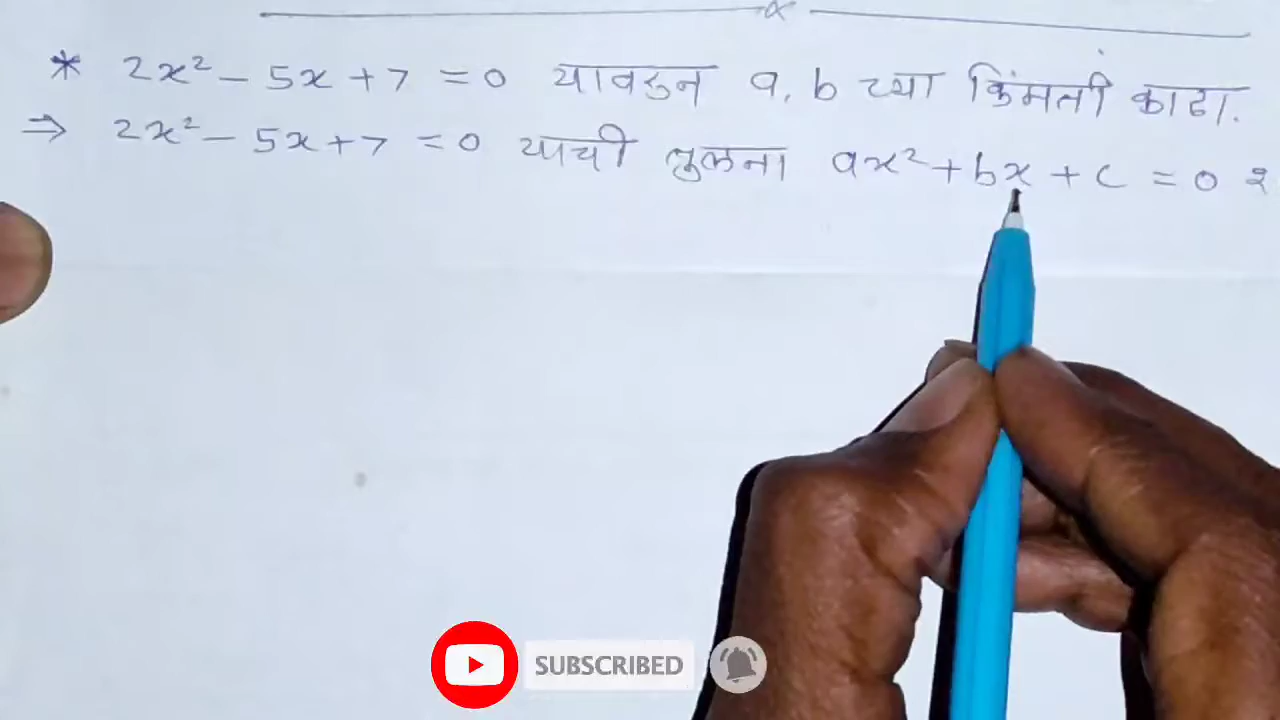 * 2x² - 5x + 7 = 0 यावरुन a, b च्या किंमती काढा.
⇒ 2x² - 5x + 7 = 0 याची तुलना ax² + bx + c = 0
SUBSCRIBED